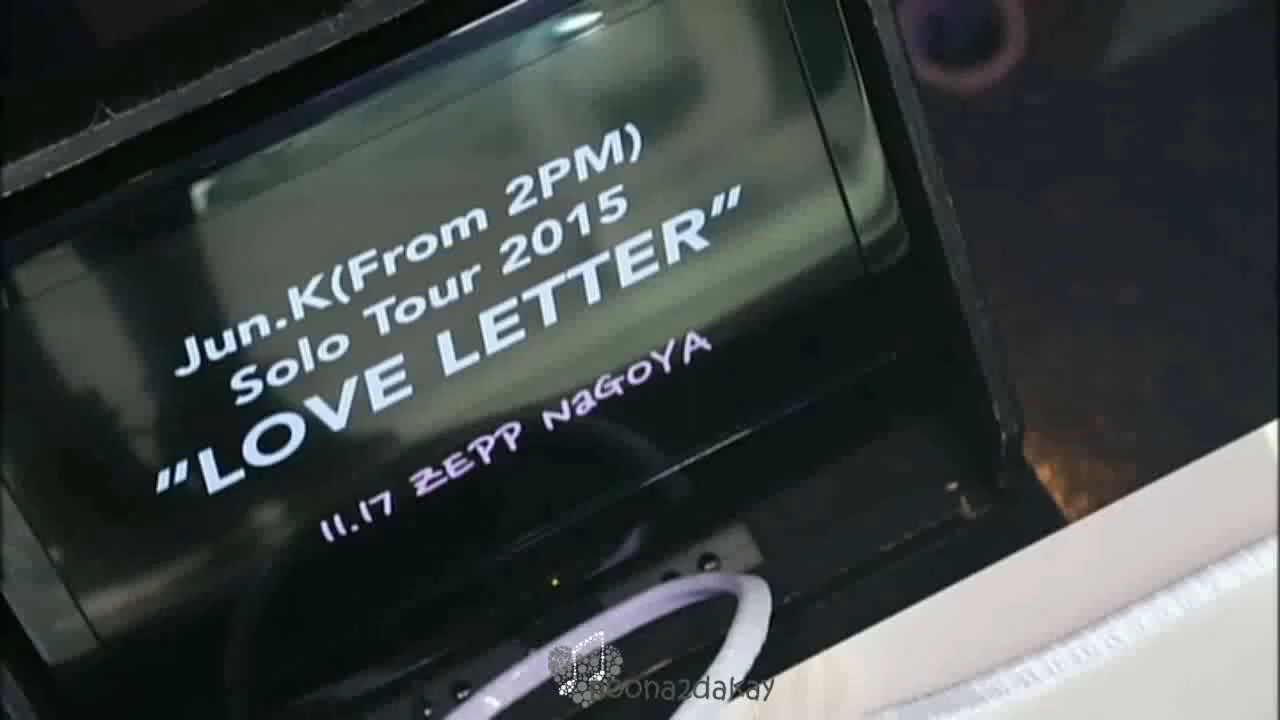 Jun.K(From 2PM)
Solo Tour 2015
"LOVE LETTER"
11.17 ZEPP NaGOYA